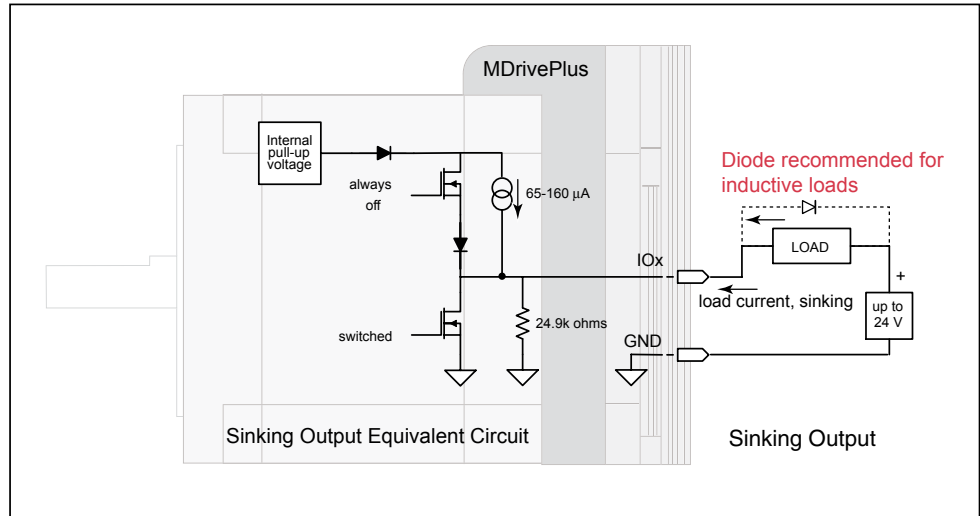 MDrivePlus
Internal
pull-up
voltage
always
off
65-160 μA
Diode recommended for
inductive loads
LOAD
IOx
+
load current, sinking
up to
24 V
switched
24.9k ohms
GND
Sinking Output Equivalent Circuit
Sinking Output